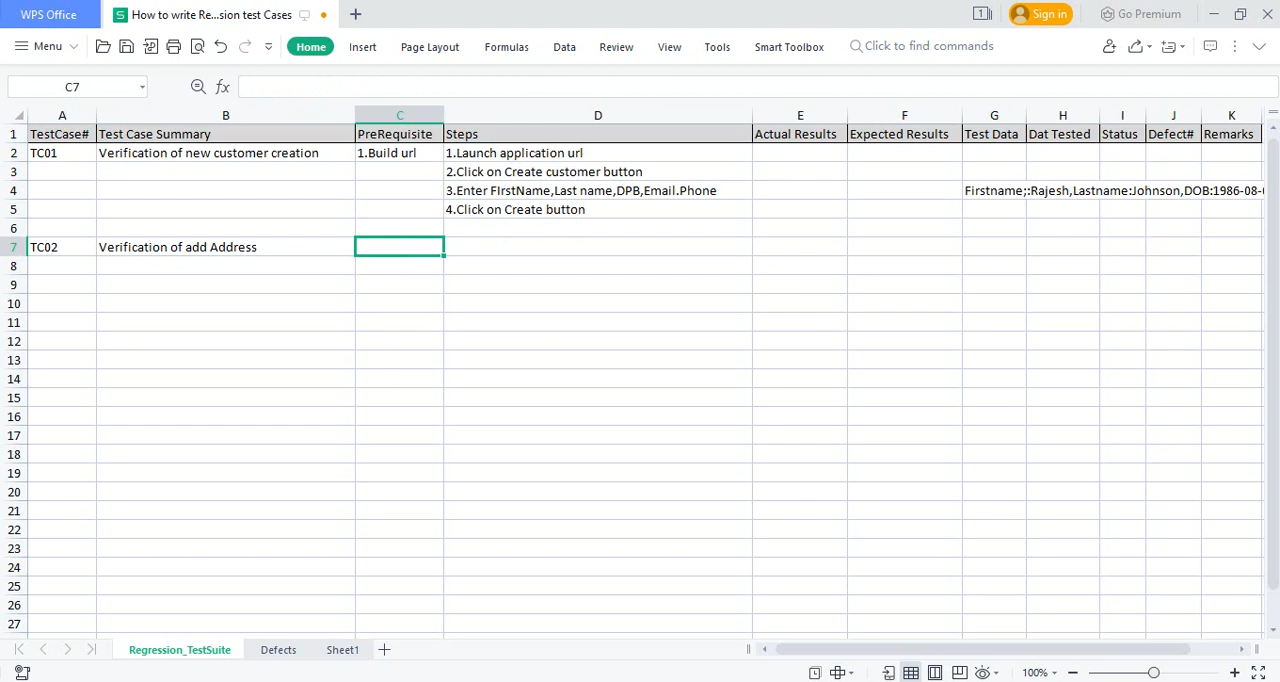 WPS Office How to write Re...sion test Cases 1 Sign in Go Premium
Menu Home Insert Page Layout Formulas Data Review View Tools Smart Toolbox Click to find commands
C7 fx
A B C D E F G H I J K
1 TestCase# Test Case Summary PreRequisite Steps Actual Results Expected Results Test Data Dat Tested Status Defect# Remarks
2 TC01 Verification of new customer creation 1.Build url 1.Launch application url
3 2.Click on Create customer button
4 3.Enter FIrstName,Last name,DPB,Email.Phone Firstname;:Rajesh,Lastname:Johnson,DOB:1986-08-
5 4.Click on Create button
6
7 TC02 Verification of add Address
8
9
10
11
12
13
14
15
16
17
18
19
20
21
22
23
24
25
26
27
Regression_TestSuite Defects Sheet1
100%